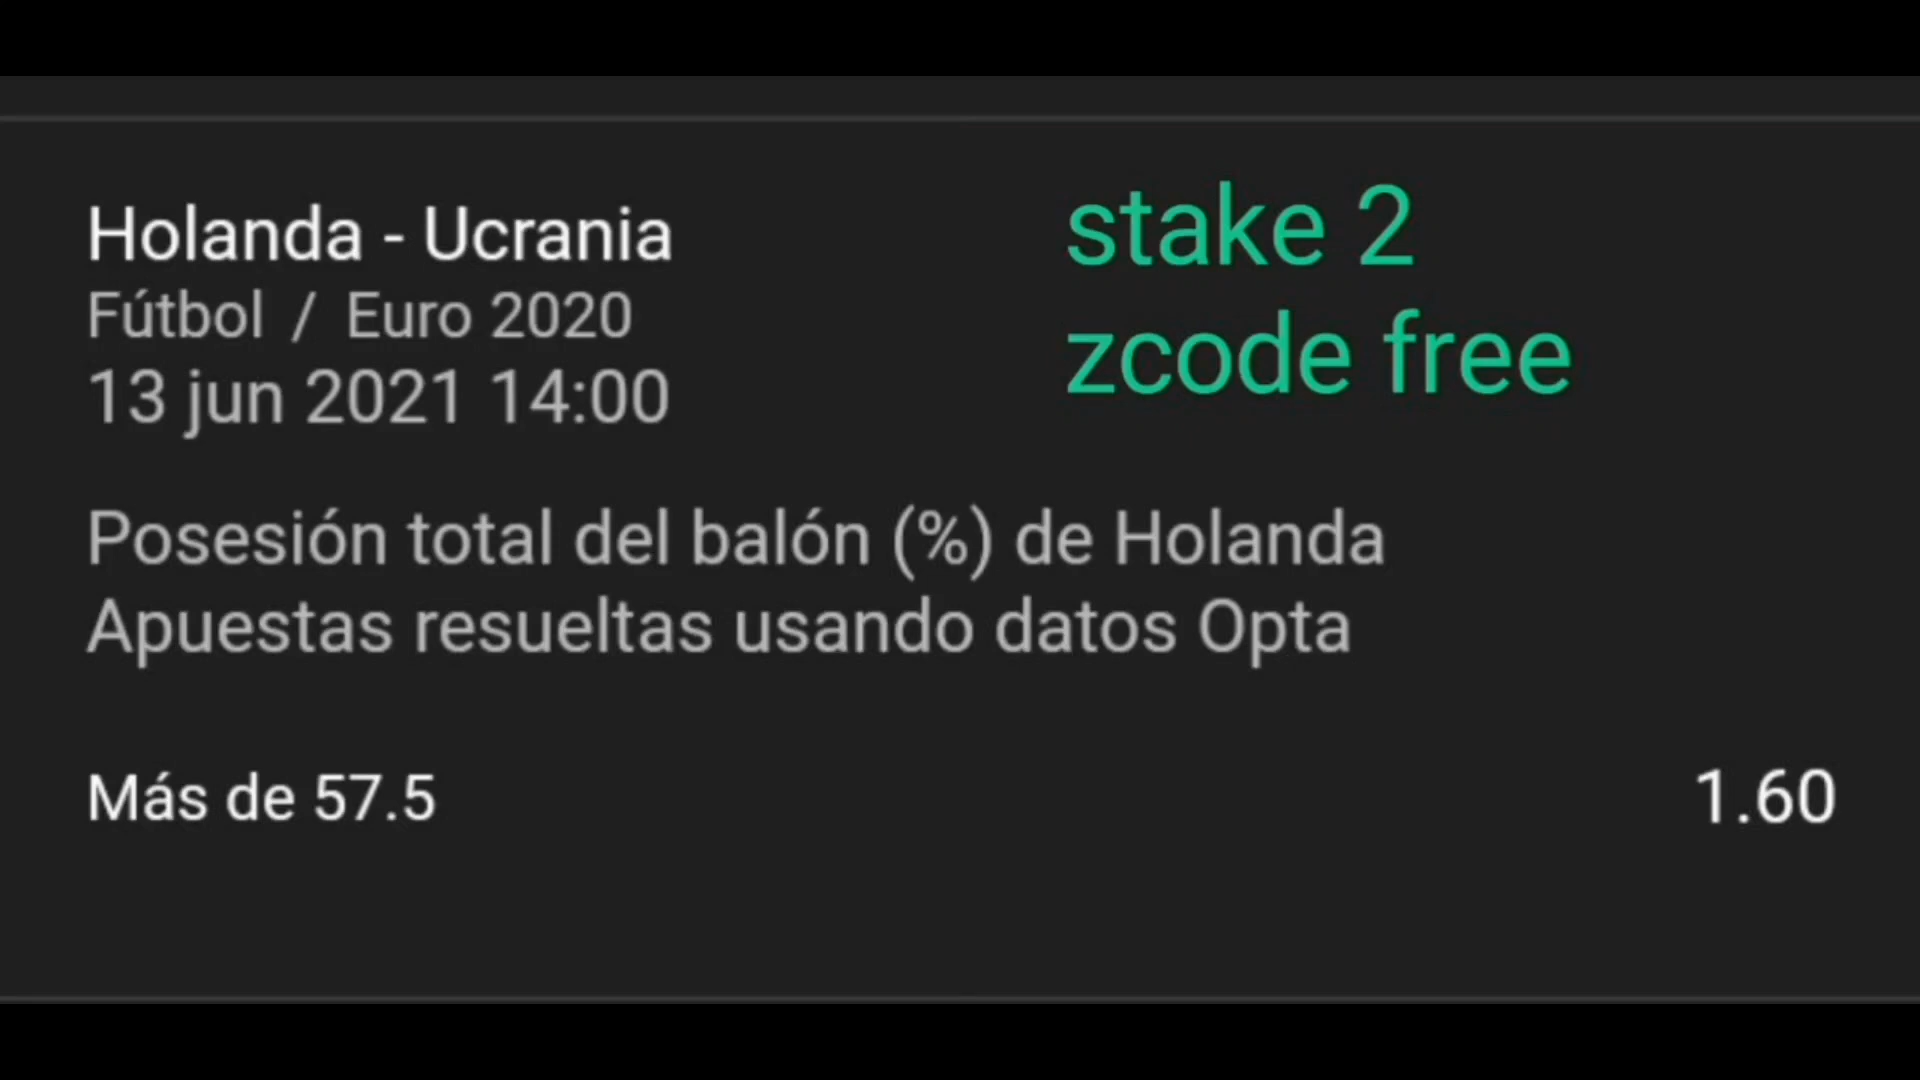 Holanda - Ucrania
Fútbol / Euro 2020
13 jun 2021 14:00
stake 2
zcode free
Posesión total del balón (%) de Holanda
Apuestas resueltas usando datos Opta
Más de 57.5
1.60